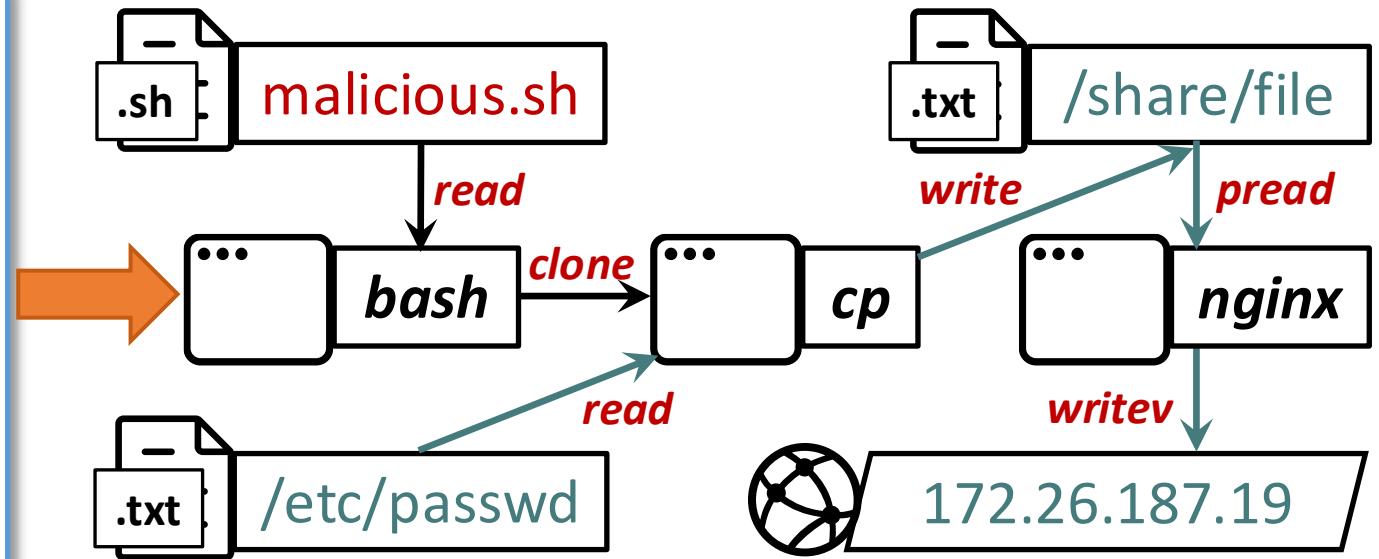 .sh
malicious.sh
.txt
/share/file
read
write
pread
bash
clone
cp
nginx
read
writev
.txt
/etc/passwd
172.26.187.19